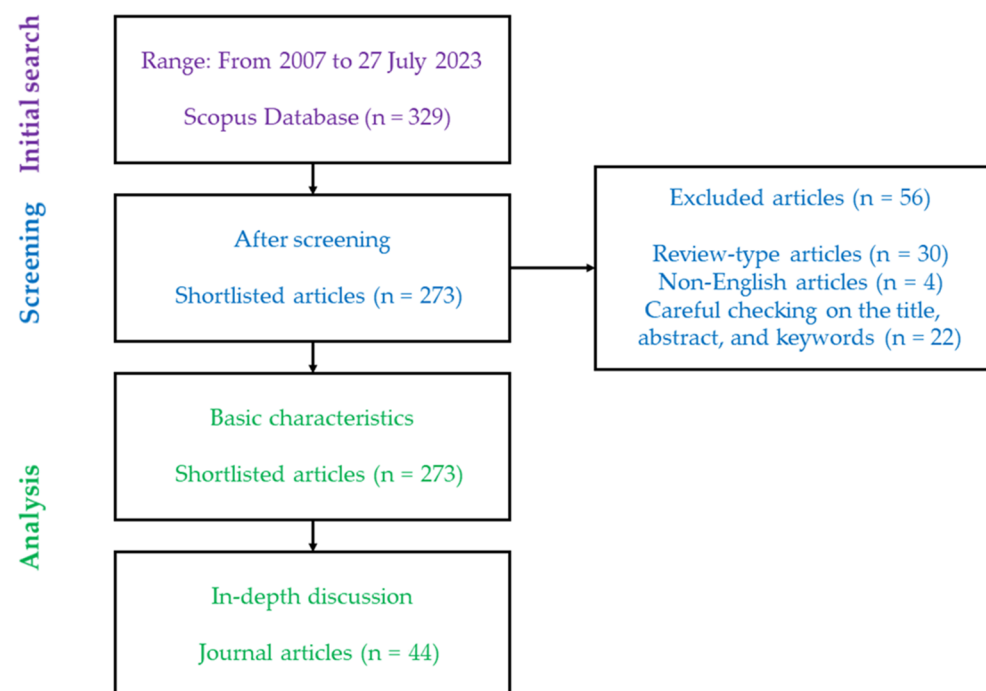 Initial search
Range: From 2007 to 27 July 2023
Scopus Database (n = 329)
Screening
After screening
Shortlisted articles (n = 273)
Excluded articles (n = 56)
Review-type articles (n = 30)
Non-English articles (n = 4)
Careful checking on the title,
abstract, and keywords (n = 22)
Analysis
Basic characteristics
Shortlisted articles (n = 273)
In-depth discussion
Journal articles (n = 44)